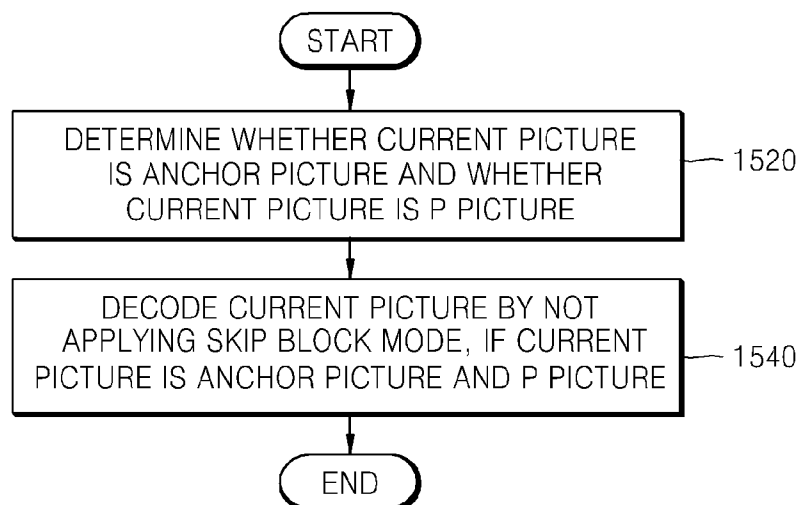 START
DETERMINE WHETHER CURRENT PICTURE
IS ANCHOR PICTURE AND WHETHER
CURRENT PICTURE IS P PICTURE
1520
DECODE CURRENT PICTURE BY NOT
APPLYING SKIP BLOCK MODE, IF CURRENT
PICTURE IS ANCHOR PICTURE AND P PICTURE
1540
END